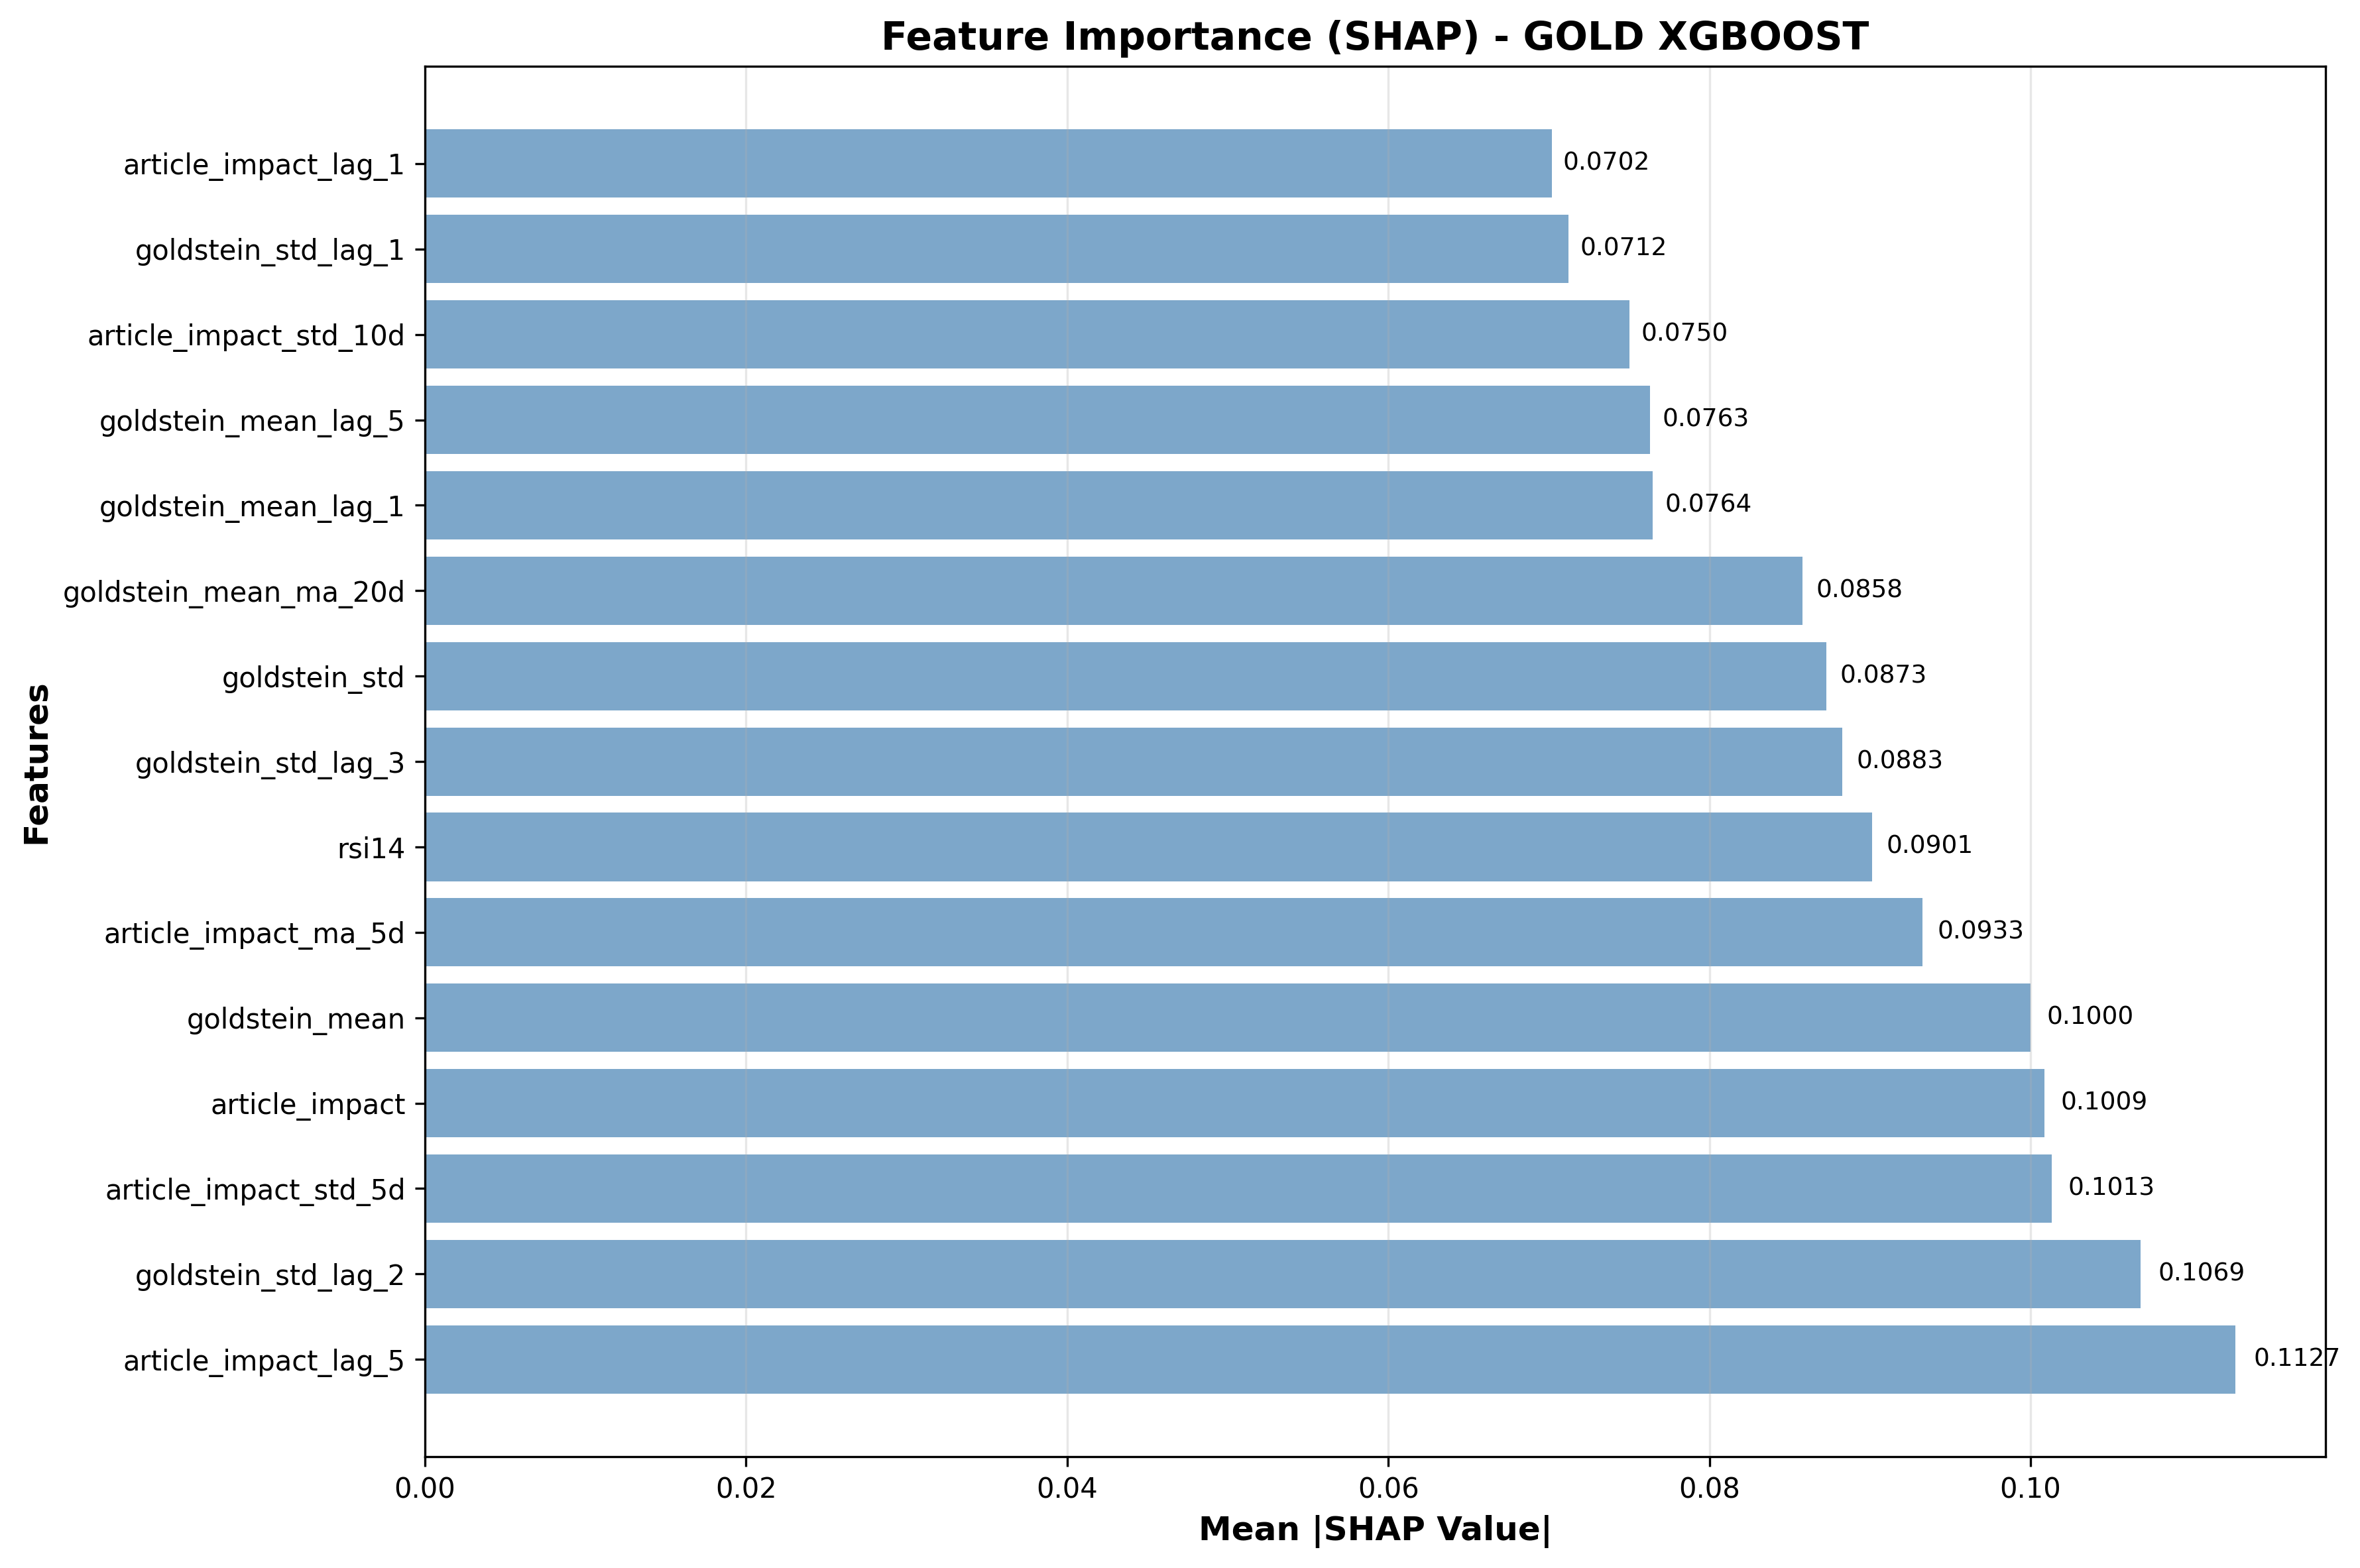 Feature Importance (SHAP) - GOLD XGBOOST
article_impact_lag_1 0.0702
goldstein_std_lag_1 0.0712
article_impact_std_10d 0.0750
goldstein_mean_lag_5 0.0763
goldstein_mean_lag_1 0.0764
goldstein_mean_ma_20d 0.0858
goldstein_std 0.0873
goldstein_std_lag_3 0.0883
rsi14 0.0901
article_impact_ma_5d 0.0933
goldstein_mean 0.1000
article_impact 0.1009
article_impact_std_5d 0.1013
goldstein_std_lag_2 0.1069
article_impact_lag_5 0.1127
Features
0.00 0.02 0.04 0.06 0.08 0.10
Mean |SHAP Value|